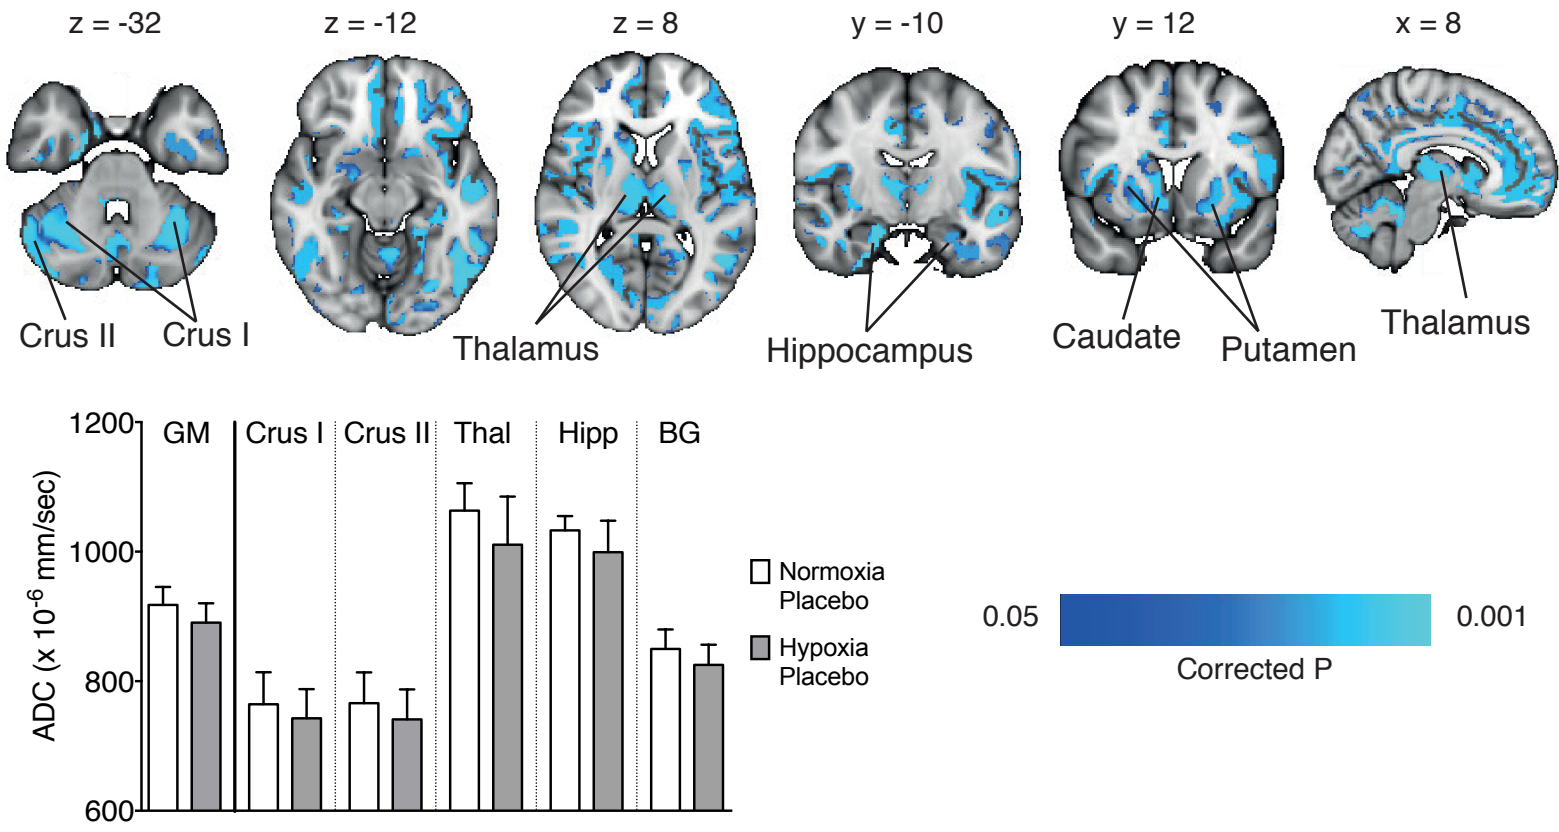 z = -32
z = -12
z = 8
y = -10
y = 12
x = 8
Crus II
Crus I
Thalamus
Hippocampus
Caudate
Putamen
Thalamus
ADC (x 10⁻⁶ mm/sec)
1200
1000
800
600
GM
Crus I
Crus II
Thal
Hipp
BG
Normoxia
Placebo
Hypoxia
Placebo
0.05
0.001
Corrected P